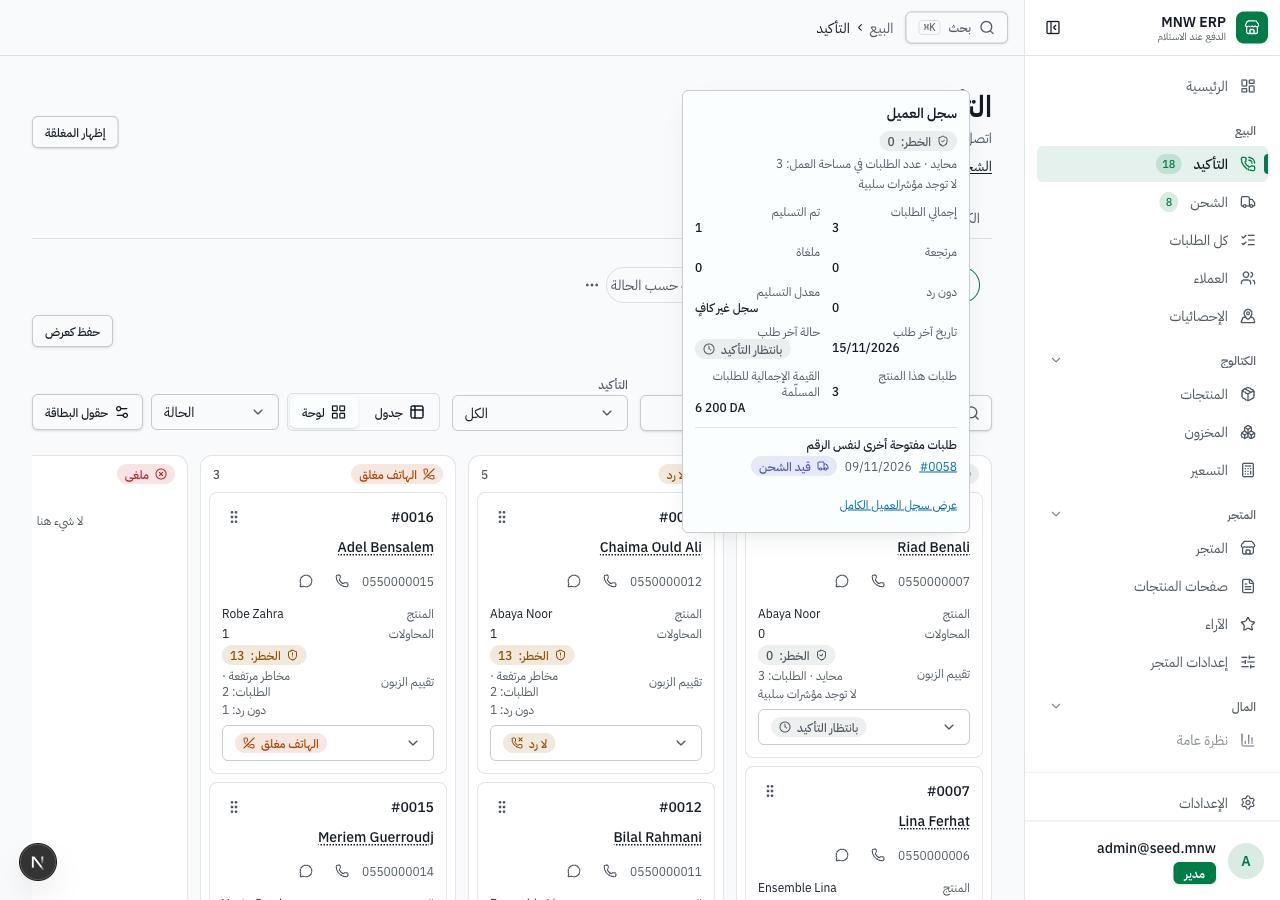 MNW ERP
الدفع عند الاستلام
الرئيسية
البيع
التأكيد 18
الشحن 8
كل الطلبات
العملاء
الإحصائيات
الكتالوج
المنتجات
المخزون
التسعير
المتجر
المتجر
صفحات المنتجات
الآراء
إعدادات المتجر
المال
نظرة عامة
الإعدادات
admin@seed.mnw
مدير
A
بحث ⌘K
البيع › التأكيد
إظهار المغلقة
حسب الحالة
حفظ كعرض
التأكيد
الكل
جدول
لوحة
الحالة
حقول البطاقة
سجل العميل
الخطر: 0
محايد · عدد الطلبات في مساحة العمل: 3
لا توجد مؤشرات سلبية
إجمالي الطلبات
3
تم التسليم
1
مرتجعة
0
ملغاة
0
دون رد
0
معدل التسليم
سجل غير كافٍ
تاريخ آخر طلب
15/11/2026
حالة آخر طلب
بانتظار التأكيد
طلبات هذا المنتج
3
القيمة الإجمالية للطلبات المسلّمة
6 200 DA
طلبات مفتوحة أخرى لنفس الرقم
#0058 09/11/2026 قيد الشحن
عرض سجل العميل الكامل
Riad Benali
0550000007
المنتج
Abaya Noor
المحاولات
0
تقييم الزبون
الخطر: 0
محايد · الطلبات: 3
لا توجد مؤشرات سلبية
بانتظار التأكيد
#0007
Lina Ferhat
0550000006
المنتج
Ensemble Lina
لا رد
5
Chaima Ould Ali
0550000012
المنتج
Abaya Noor
المحاولات
1
تقييم الزبون
الخطر: 13
مخاطر مرتفعة ·
الطلبات: 2
دون رد: 1
لا رد
#0012
Bilal Rahmani
0550000011
المنتج
الهاتف مغلق
3
#0016
Adel Bensalem
0550000015
المنتج
Robe Zahra
المحاولات
1
تقييم الزبون
الخطر: 13
مخاطر مرتفعة ·
الطلبات: 2
دون رد: 1
الهاتف مغلق
#0015
Meriem Guerroudj
0550000014
المنتج
ملغى
لا شيء هنا
N